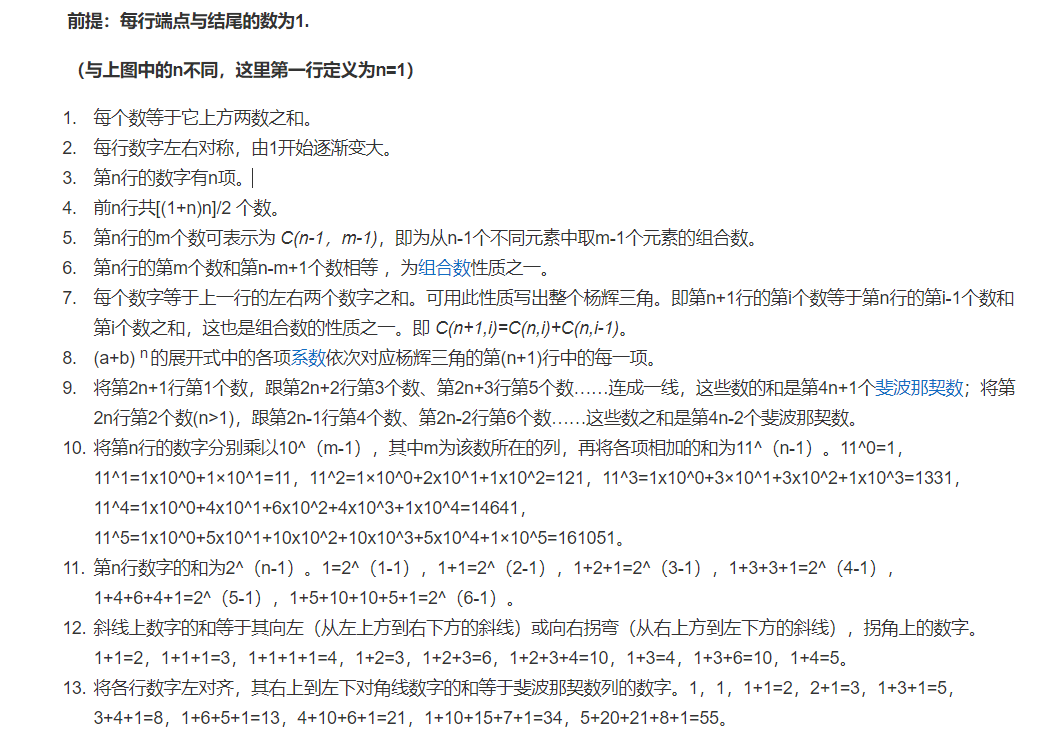 前提：每行端点与结尾的数为1.
（与上图中的n不同，这里第一行定义为n=1）
1. 每个数等于它上方两数之和。
2. 每行数字左右对称，由1开始逐渐变大。
3. 第n行的数字有n项。
4. 前n行共[(1+n)n]/2 个数。
5. 第n行的m个数可表示为 C(n-1，m-1)，即为从n-1个不同元素中取m-1个元素的组合数。
6. 第n行的第m个数和第n-m+1个数相等 ，为组合数性质之一。
7. 每个数字等于上一行的左右两个数字之和。可用此性质写出整个杨辉三角。即第n+1行的第i个数等于第n行的第i-1个数和
第i个数之和，这也是组合数的性质之一。即 C(n+1,i)=C(n,i)+C(n,i-1)。
8. (a+b) ⁿ 的展开式中的各项系数依次对应杨辉三角的第(n+1)行中的每一项。
9. 将第2n+1行第1个数，跟第2n+2行第3个数、第2n+3行第5个数……连成一线，这些数的和是第4n+1个斐波那契数；将第
2n行第2个数(n>1)，跟第2n-1行第4个数、第2n-2行第6个数……这些数之和是第4n-2个斐波那契数。
10. 将第n行的数字分别乘以10^（m-1），其中m为该数所在的列，再将各项相加的和为11^（n-1）。11^0=1，
11^1=1x10^0+1×10^1=11，11^2=1×10^0+2x10^1+1x10^2=121，11^3=1x10^0+3×10^1+3x10^2+1x10^3=1331，
11^4=1x10^0+4x10^1+6x10^2+4x10^3+1x10^4=14641，
11^5=1x10^0+5x10^1+10x10^2+10x10^3+5x10^4+1×10^5=161051。
11. 第n行数字的和为2^（n-1）。1=2^（1-1），1+1=2^（2-1），1+2+1=2^（3-1），1+3+3+1=2^（4-1），
1+4+6+4+1=2^（5-1），1+5+10+10+5+1=2^（6-1）。
12. 斜线上数字的和等于其向左（从左上方到右下方的斜线）或向右拐弯（从右上方到左下方的斜线），拐角上的数字。
1+1=2，1+1+1=3，1+1+1+1=4，1+2=3，1+2+3=6，1+2+3+4=10，1+3=4，1+3+6=10，1+4=5。
13. 将各行数字左对齐，其右上到左下对角线数字的和等于斐波那契数列的数字。1，1，1+1=2，2+1=3，1+3+1=5，
3+4+1=8，1+6+5+1=13，4+10+6+1=21，1+10+15+7+1=34，5+20+21+8+1=55。